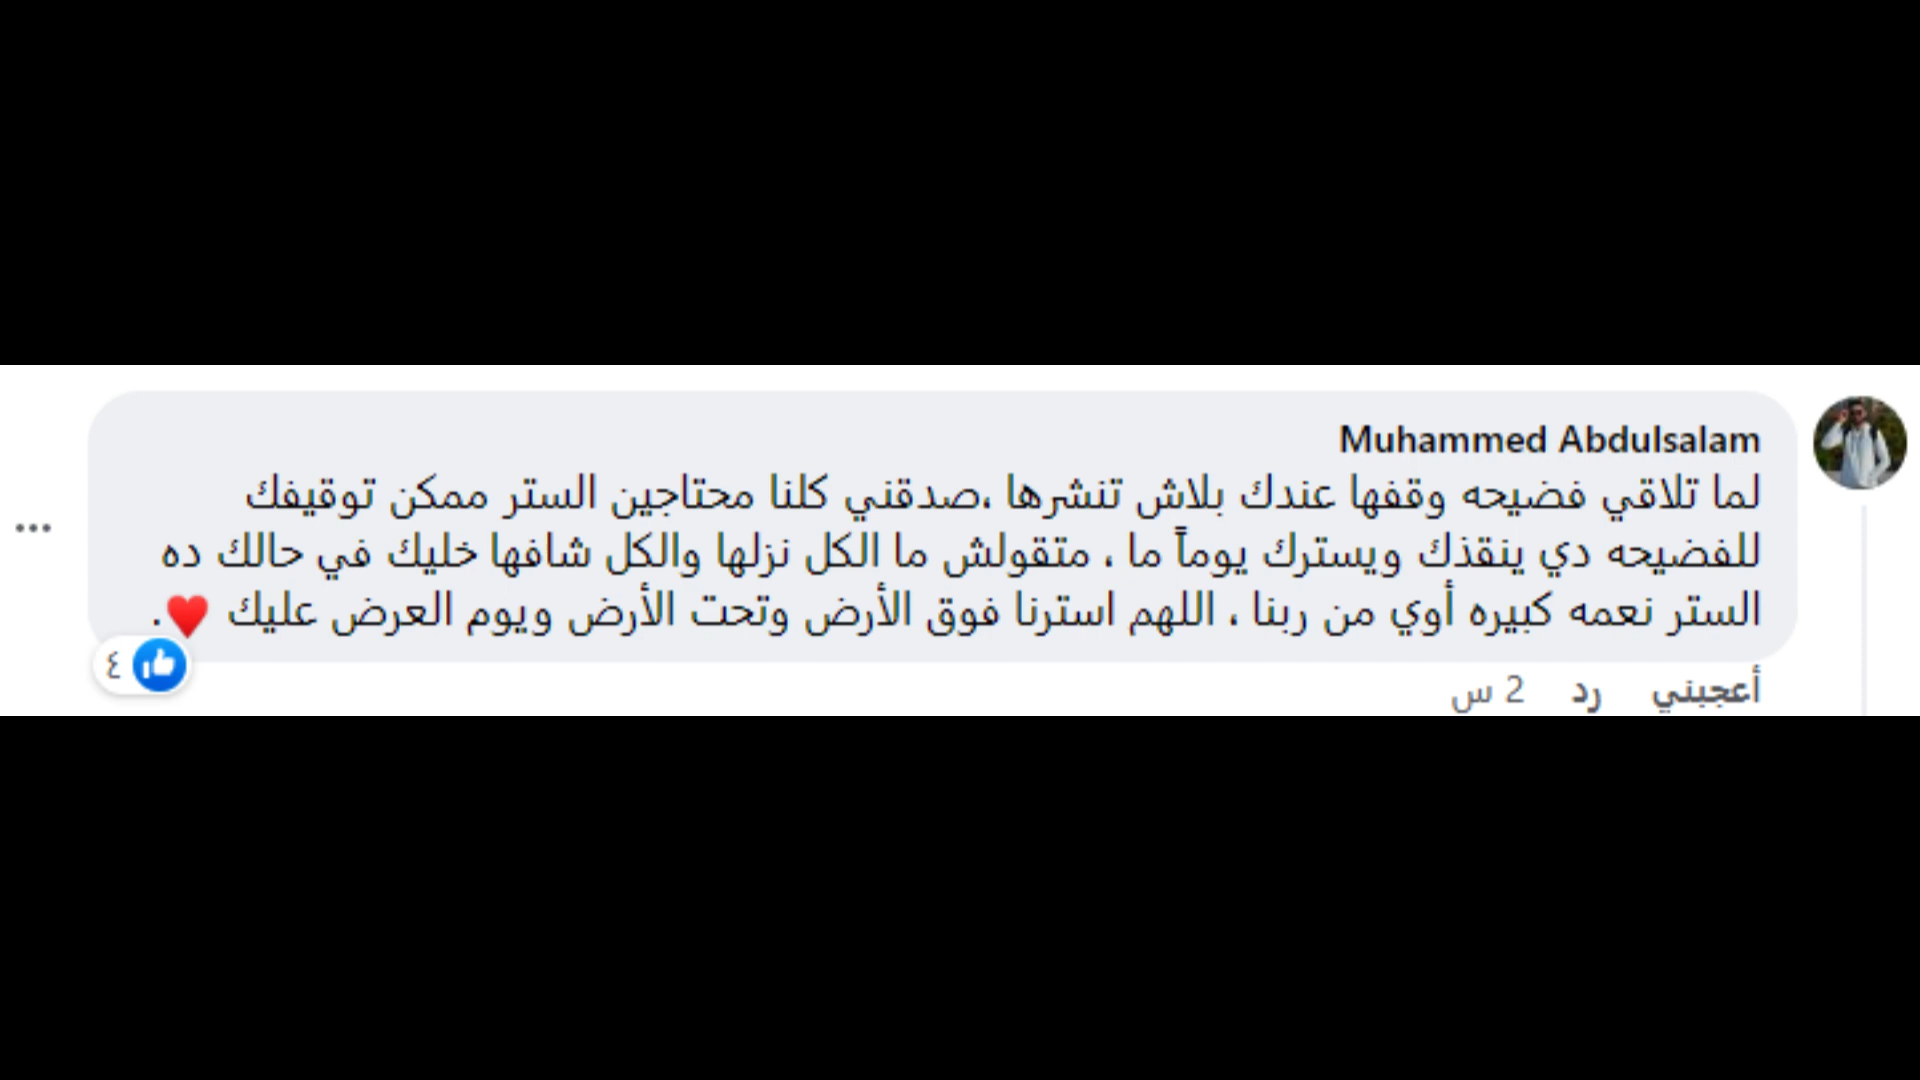 Muhammed Abdulsalam
لما تلاقي فضيحه وقفها عندك بلاش تنشرها ،صدقني كلنا محتاجين الستر ممكن توقيفك
للفضيحه دي ينقذك ويسترك يوماً ما ، متقولش ما الكل نزلها والكل شافها خليك في حالك ده
الستر نعمه كبيره أوي من ربنا ، اللهم استرنا فوق الأرض وتحت الأرض ويوم العرض عليك ♥️.
٤
أعجبني رد 2 س